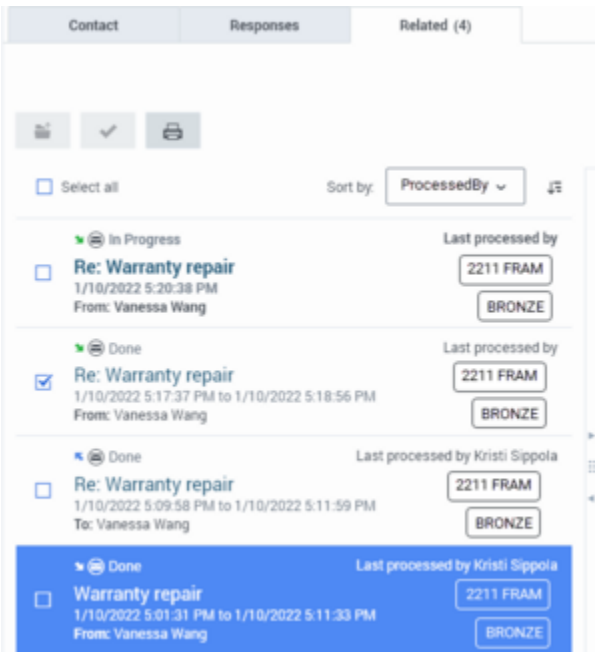 Contact Responses Related (4)
Select all Sort by: ProcessedBy
In Progress Last processed by
Re: Warranty repair 2211 FRAM
1/10/2022 5:20:38 PM
From: Vanessa Wang BRONZE
Done Last processed by
Re: Warranty repair 2211 FRAM
1/10/2022 5:17:37 PM to 1/10/2022 5:18:56 PM
From: Vanessa Wang BRONZE
Done Last processed by Kristi Sippola
Re: Warranty repair 2211 FRAM
1/10/2022 5:09:58 PM to 1/10/2022 5:11:59 PM
To: Vanessa Wang BRONZE
Done Last processed by Kristi Sippola
Warranty repair 2211 FRAM
1/10/2022 5:01:31 PM to 1/10/2022 5:11:33 PM
From: Vanessa Wang BRONZE